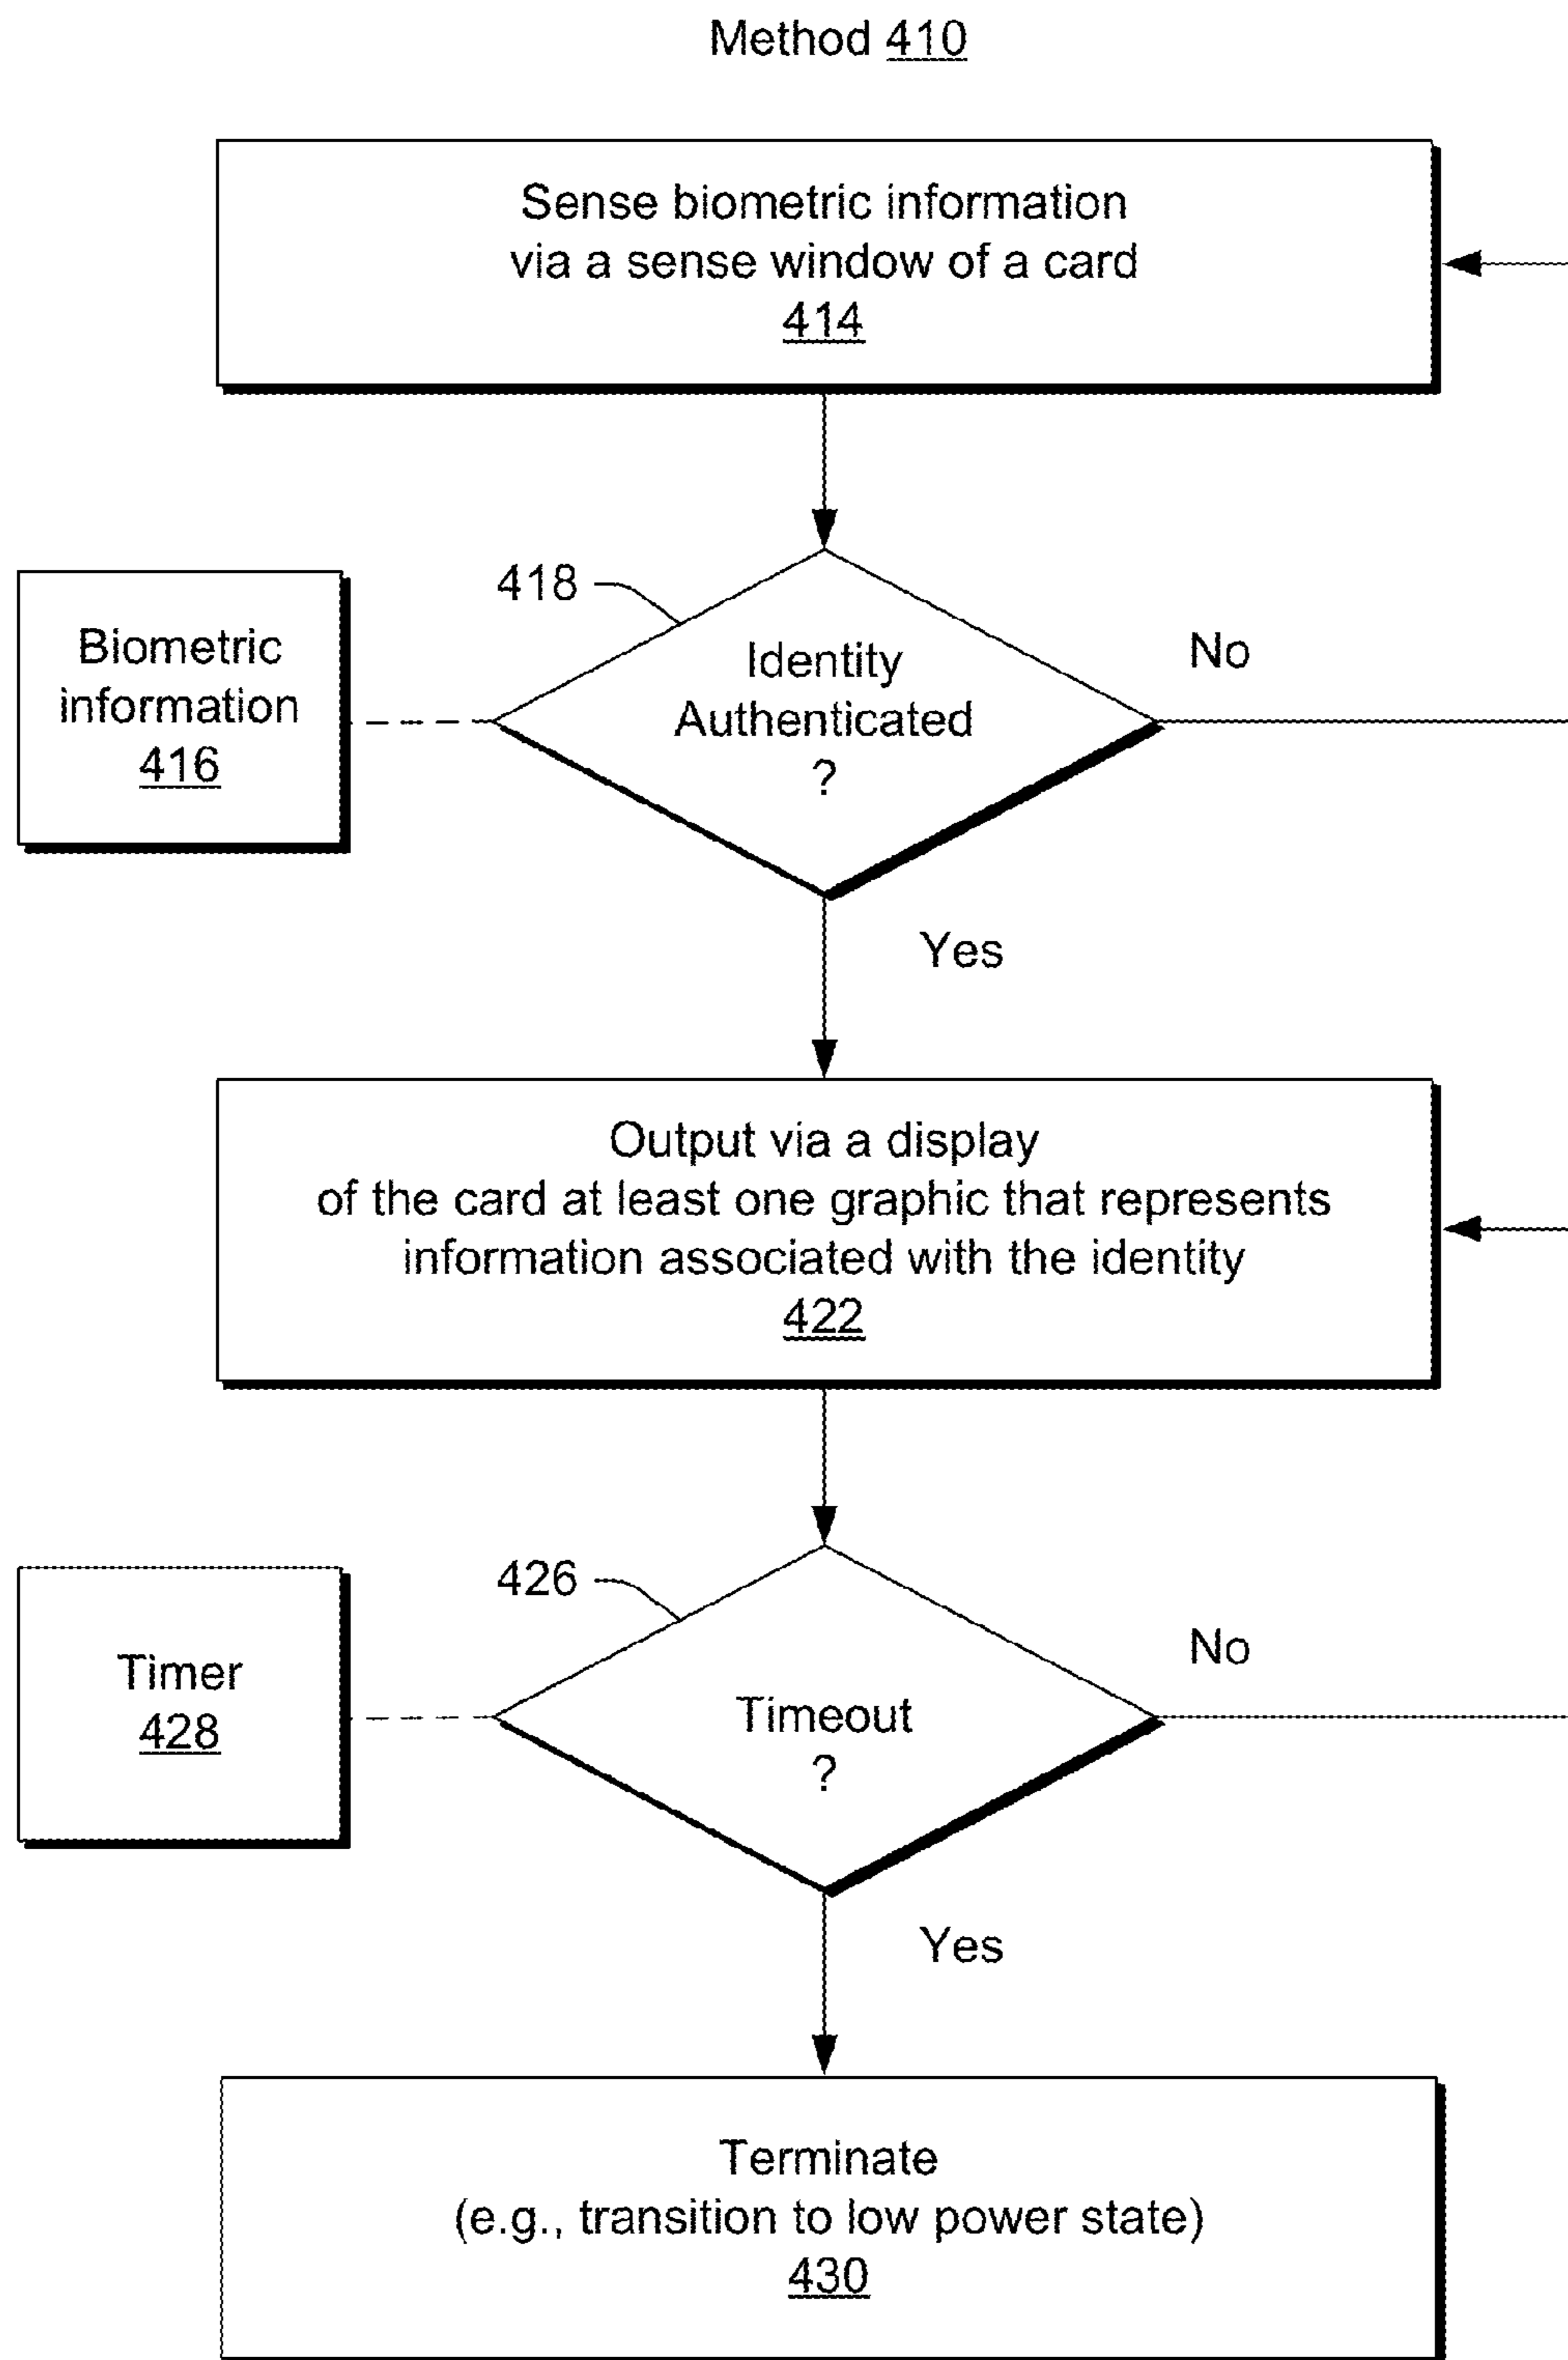 Method 410
Sense biometric information
via a sense window of a card
414
418
Biometric
information
416
Identity
Authenticated
?
No
Yes
Output via a display
of the card at least one graphic that represents
information associated with the identity
422
426
Timer
428
Timeout
?
No
Yes
Terminate
(e.g., transition to low power state)
430